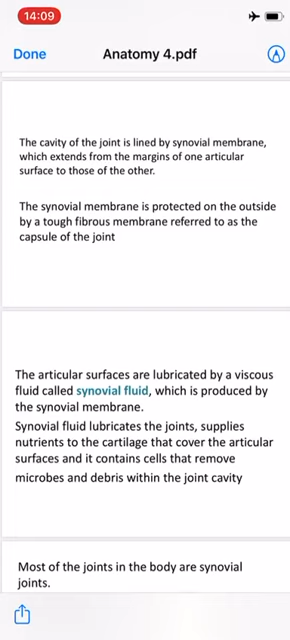 14:09
Done
Anatomy 4.pdf
The cavity of the joint is lined by synovial membrane,
which extends from the margins of one articular
surface to those of the other.
The synovial membrane is protected on the outside
by a tough fibrous membrane referred to as the
capsule of the joint
The articular surfaces are lubricated by a viscous
fluid called synovial fluid, which is produced by
the synovial membrane.
Synovial fluid lubricates the joints, supplies
nutrients to the cartilage that cover the articular
surfaces and it contains cells that remove
microbes and debris within the joint cavity
Most of the joints in the body are synovial
joints.